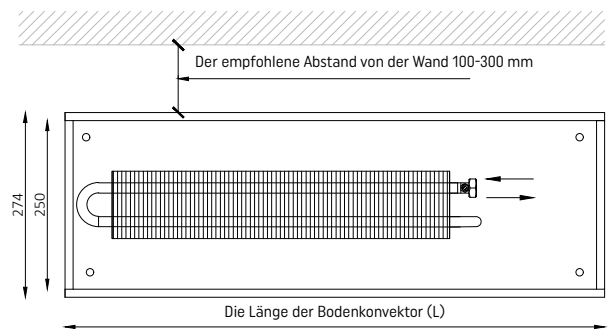 Der empfohlene Abstand von der Wand 100-300 mm
274
250
Die Länge der Bodenkonvektor (L)